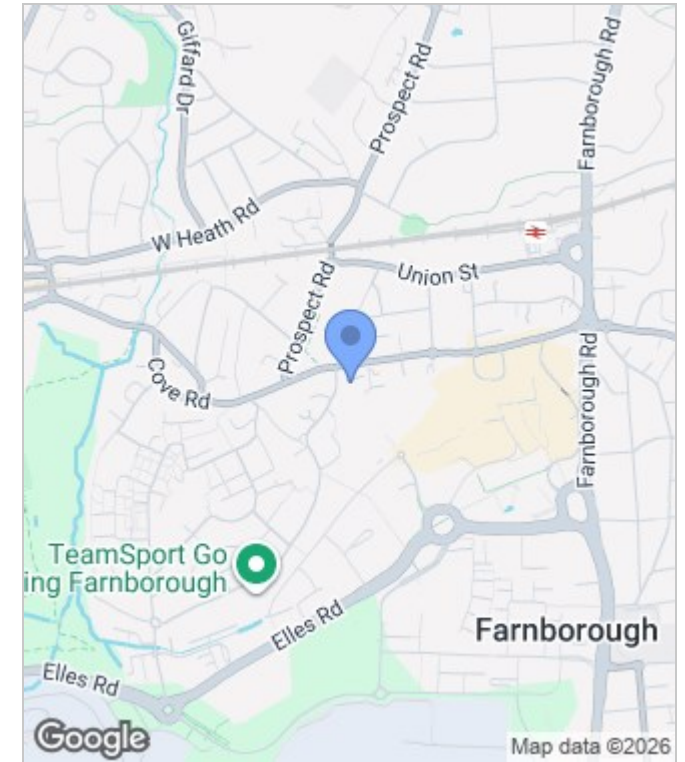 Giffard Dr
Prospect Rd
Farnborough Rd
W Heath Rd
Union St
Prospect Rd
Cove Rd
Farnborough Rd
TeamSport Go
ing Farnborough
Elles Rd
Farnborough
Elles Rd
Google
Map data ©2026